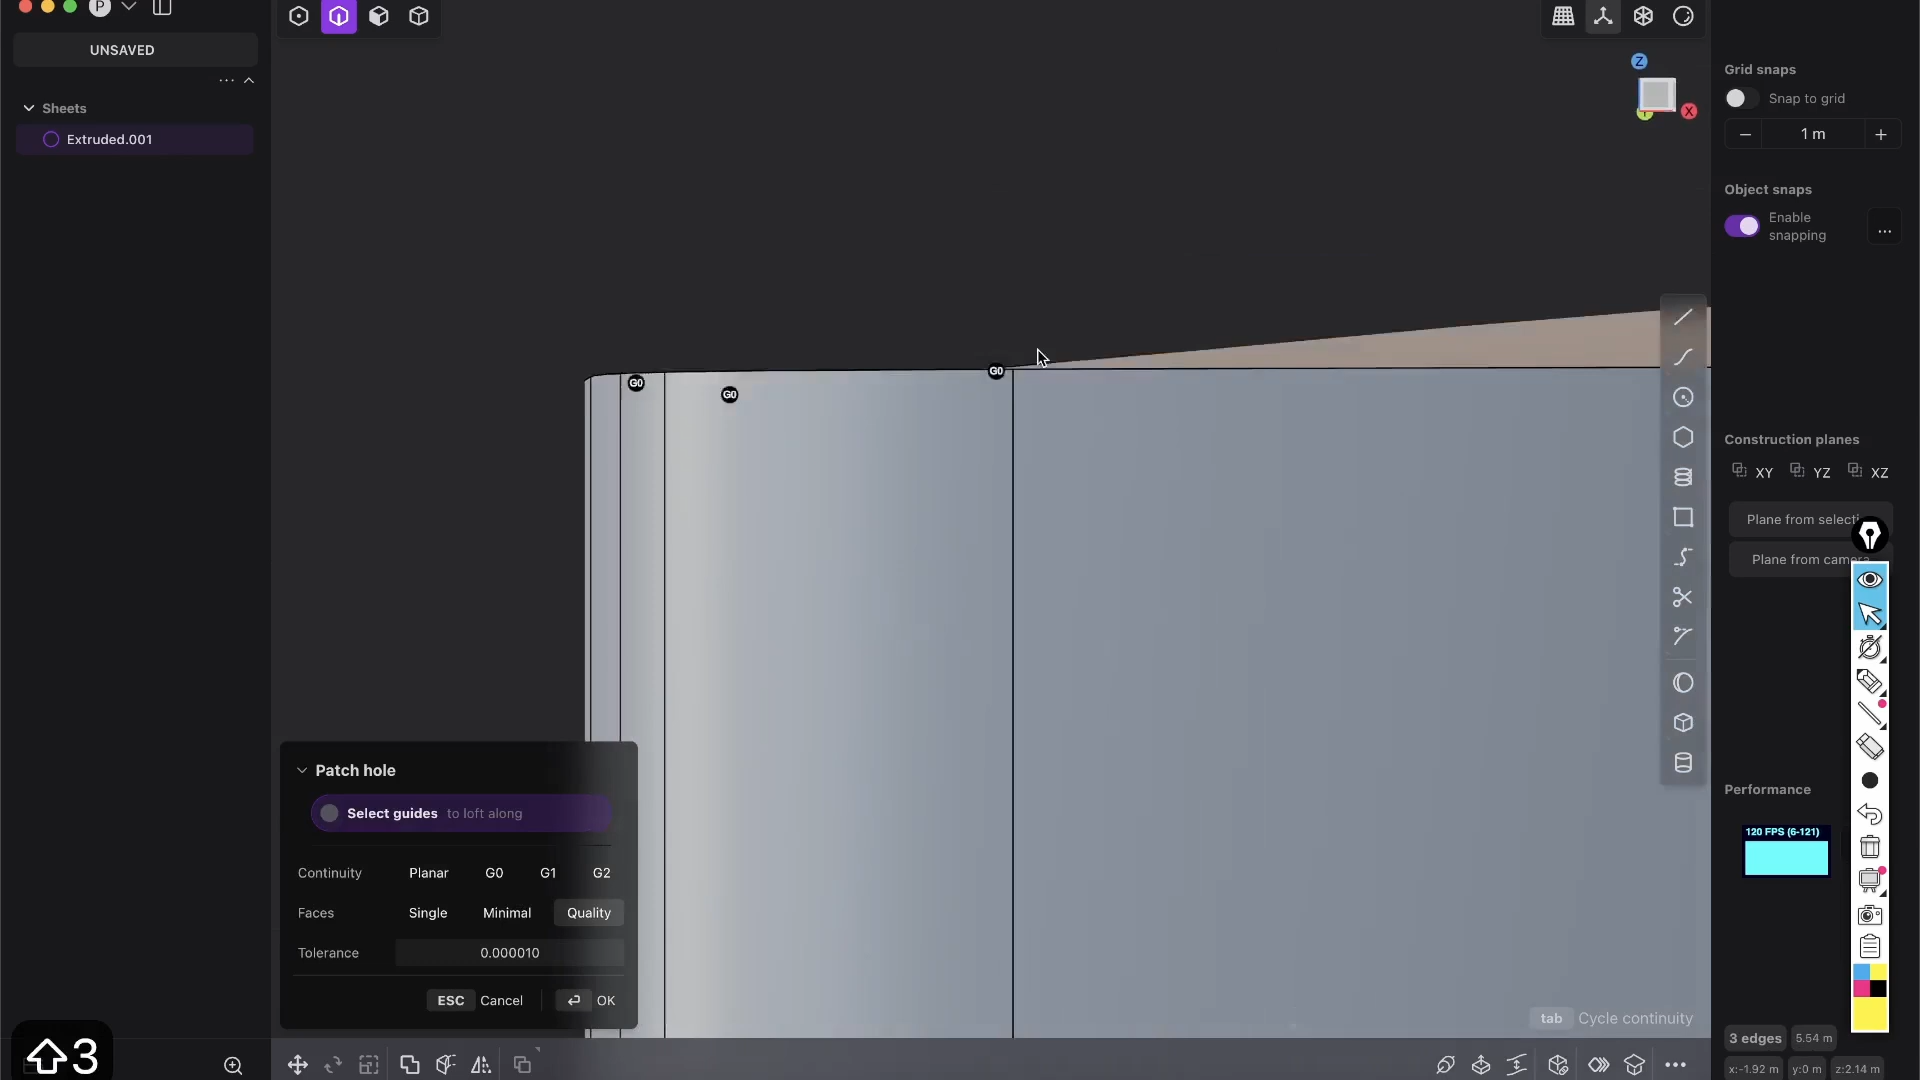 P
UNSAVED
Sheets
Extruded.001
Z
X
Y
Grid snaps
Snap to grid
1 m
Object snaps
Enable
snapping
Construction planes
XY
YZ
XZ
Plane from selecti
Plane from camera
Performance
120 FPS (6-121)
G0
G0
G0
Patch hole
Select guides to loft along
Continuity Planar G0 G1 G2
Faces Single Minimal Quality
Tolerance 0.000010
ESC Cancel OK
tab Cycle continuity
3 edges 5.54 m
x:-1.92 m y:0 m z:2.14 m
⇧3